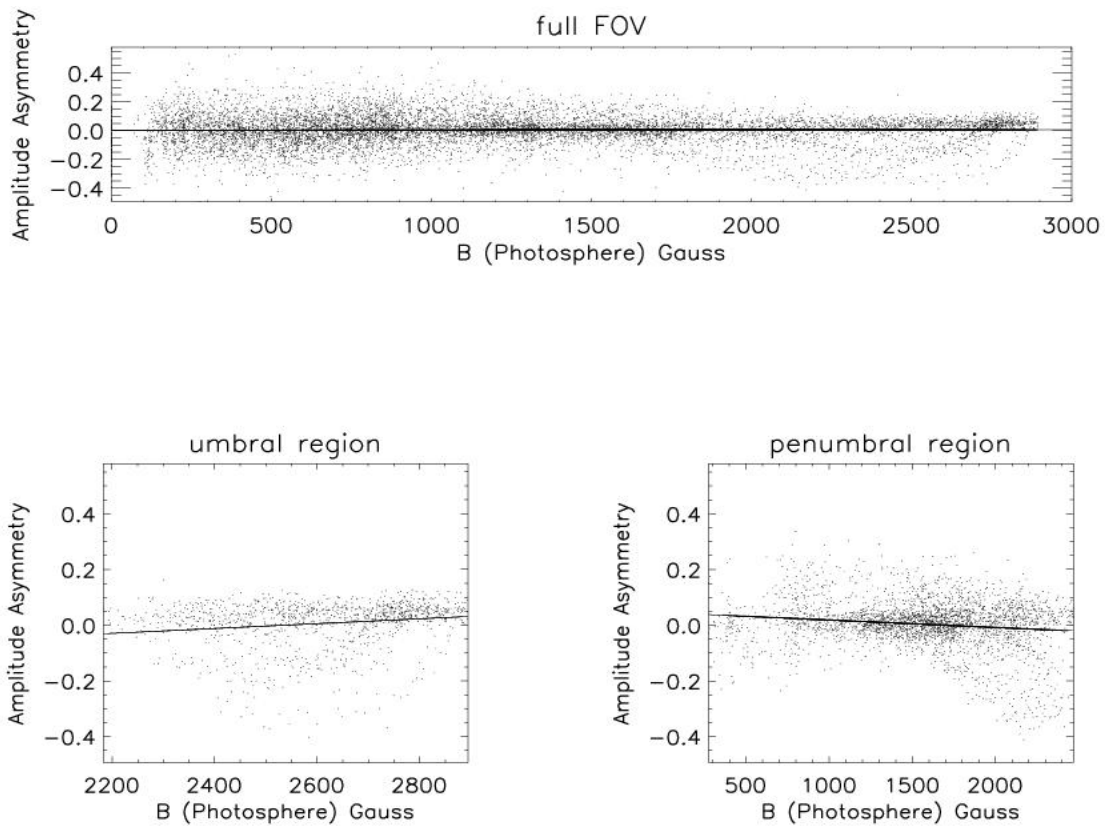 full FOV
Amplitude Asymmetry
0.4
0.2
0.0
−0.2
−0.4
0 500 1000 1500 2000 2500 3000
B (Photosphere) Gauss
umbral region
Amplitude Asymmetry
0.4
0.2
0.0
−0.2
−0.4
2200 2400 2600 2800
B (Photosphere) Gauss
penumbral region
Amplitude Asymmetry
0.4
0.2
0.0
−0.2
−0.4
500 1000 1500 2000
B (Photosphere) Gauss